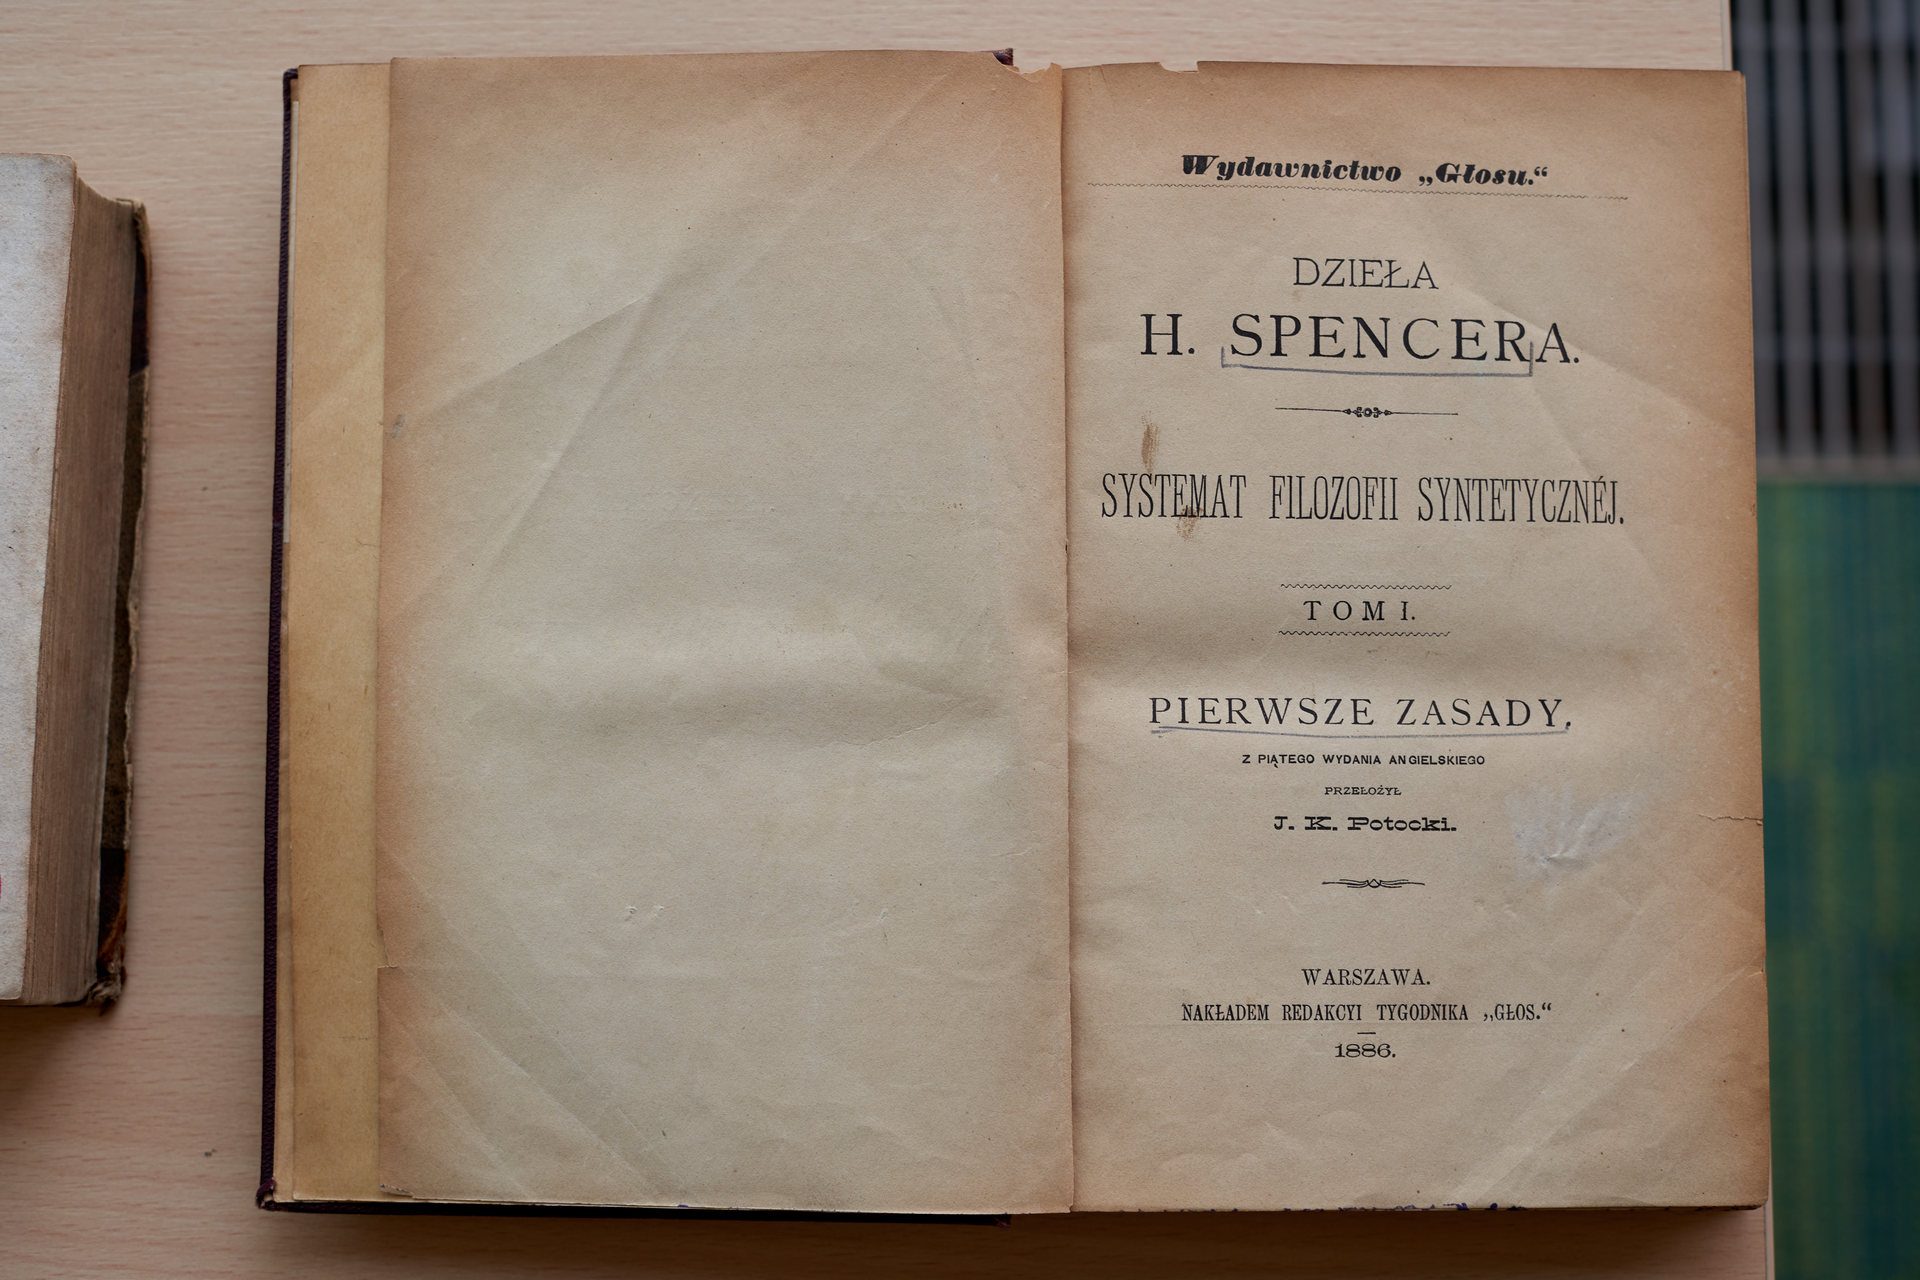 Wydawnictwo „Głosu.“
DZIEŁA
H. SPENCERA.
SYSTEMAT FILOZOFII SYNTETYCZNÉJ.
TOM I.
PIERWSZE ZASADY.
Z PIĄTEGO WYDANIA ANGIELSKIEGO
PRZEŁOŻYŁ
J. K. Potocki.
WARSZAWA.
NAKŁADEM REDAKCYI TYGODNIKA „GŁOS.“
1886.